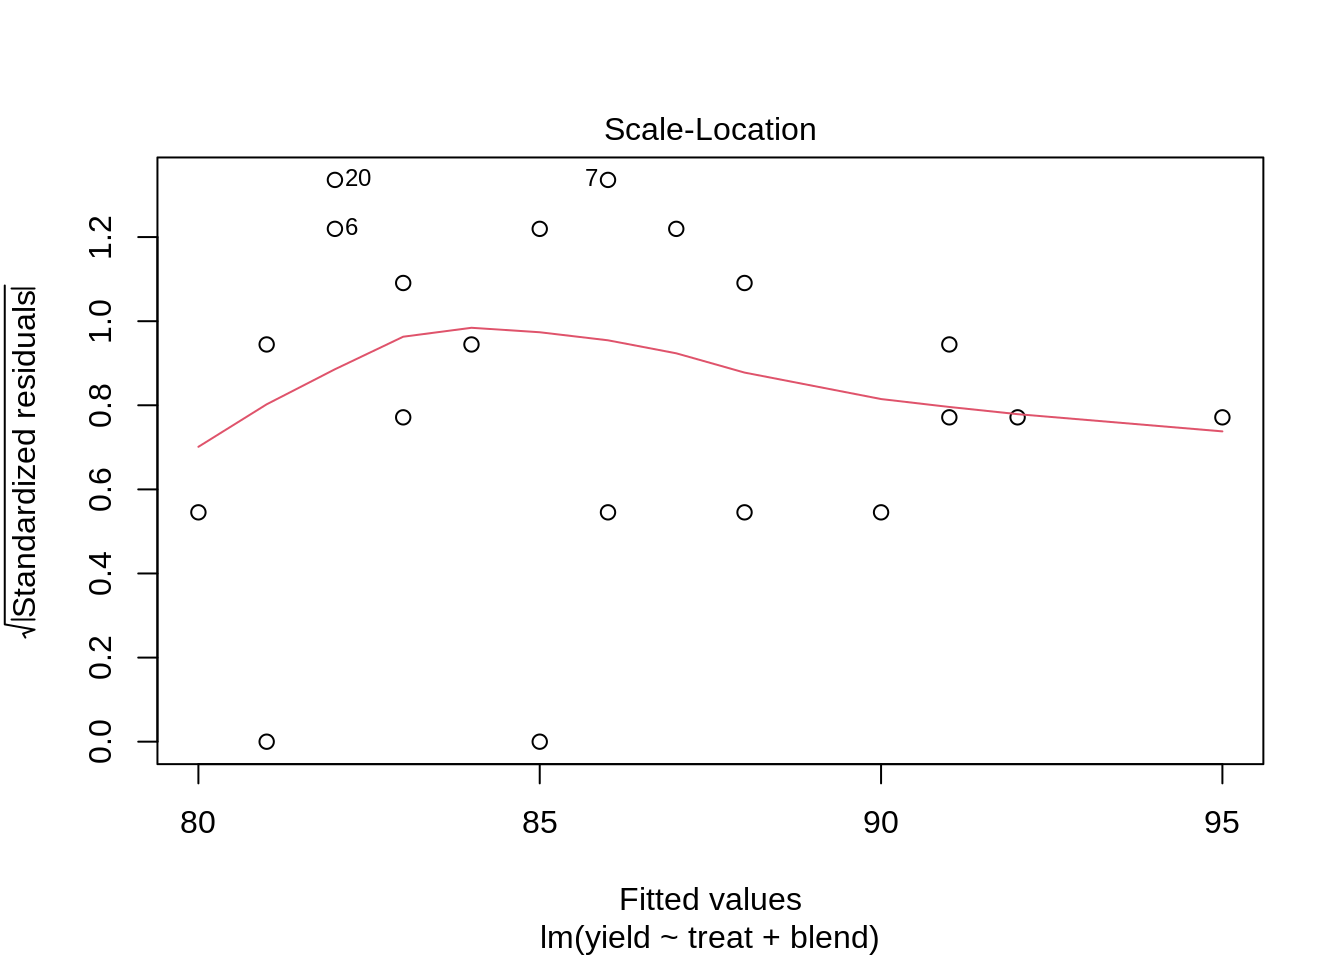 Scale-Location
√|Standardized residuals|
1.2
1.0
0.8
0.6
0.4
0.2
0.0
20
7
6
80 85 90 95
Fitted values
lm(yield ~ treat + blend)